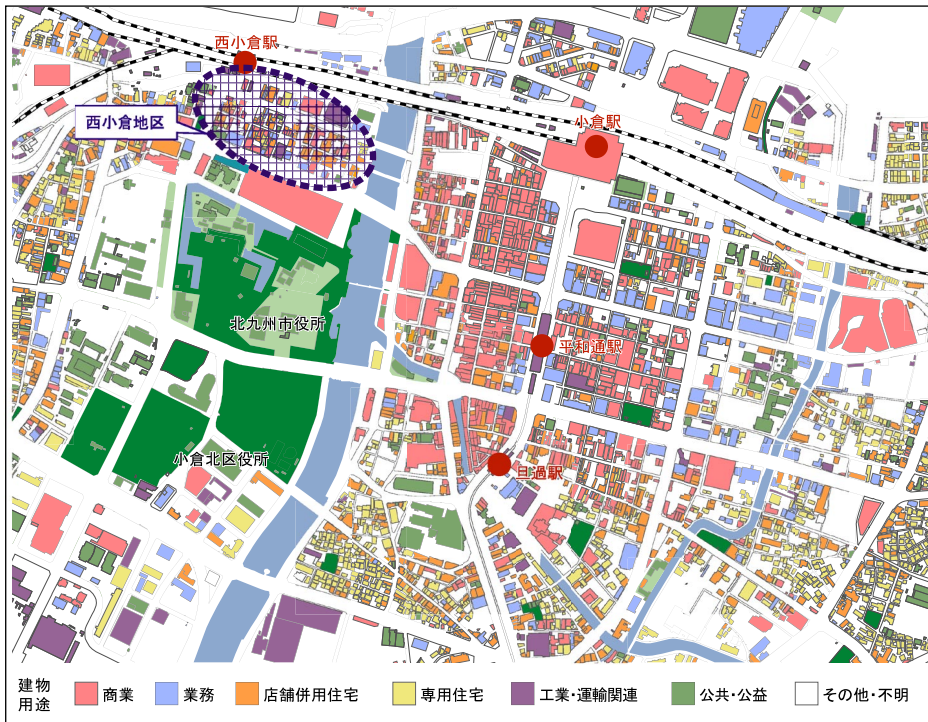 西小倉駅
西小倉地区
小倉駅
北九州市役所
平和通駅
小倉北区役所
旦過駅
建物
用途
商業
業務
店舗併用住宅
専用住宅
工業・運輸関連
公共・公益
その他・不明